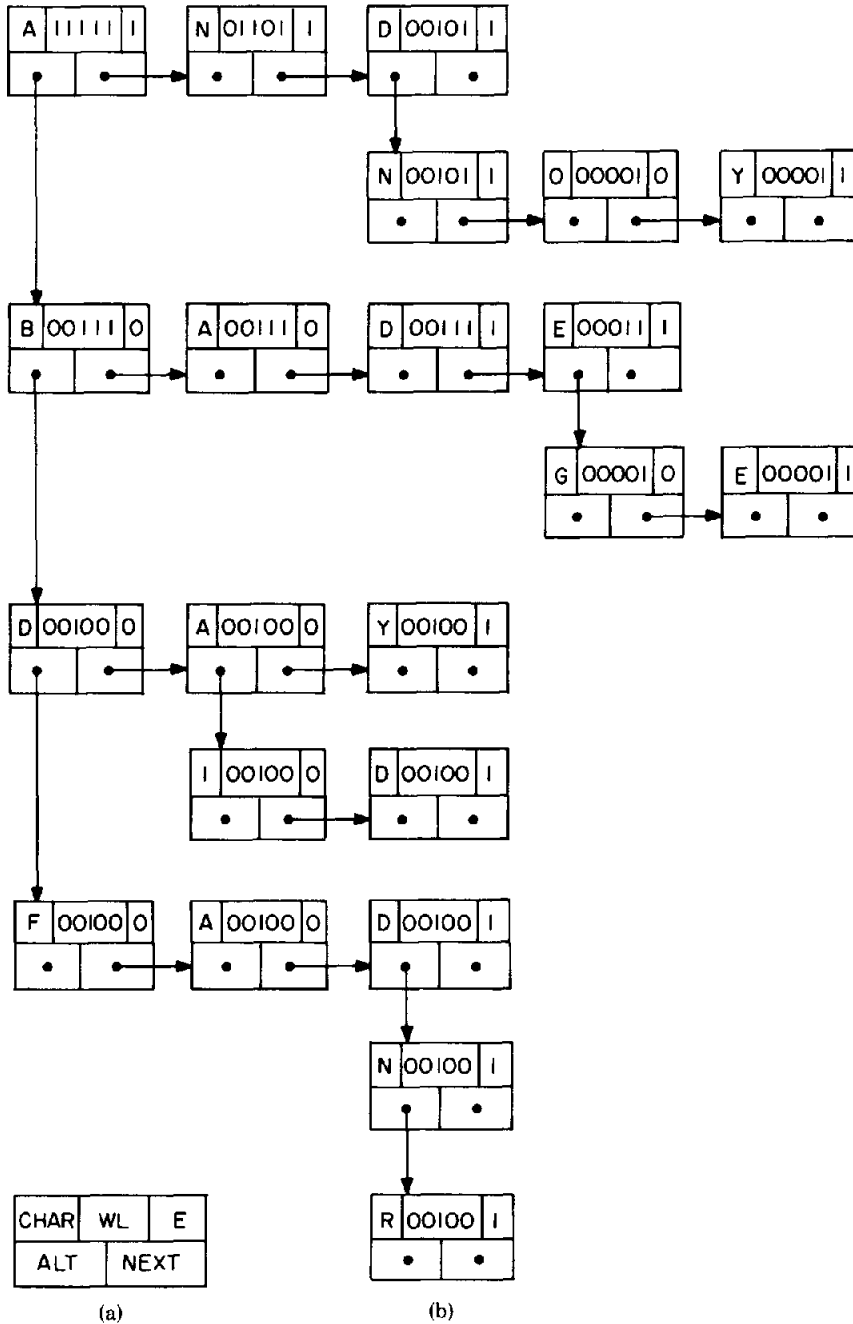 A 11111 1 N 01101 1 D 00101 1
N 00101 1 O 00001 0 Y 00001 1
B 00111 0 A 00111 0 D 00111 1 E 00011 1
G 00001 0 E 00001 1
D 00100 0 A 00100 0 Y 00100 1
I 00100 0 D 00100 1
F 00100 0 A 00100 0 D 00100 1
N 00100 1
CHAR WL E R 00100 1
ALT NEXT
(a) (b)